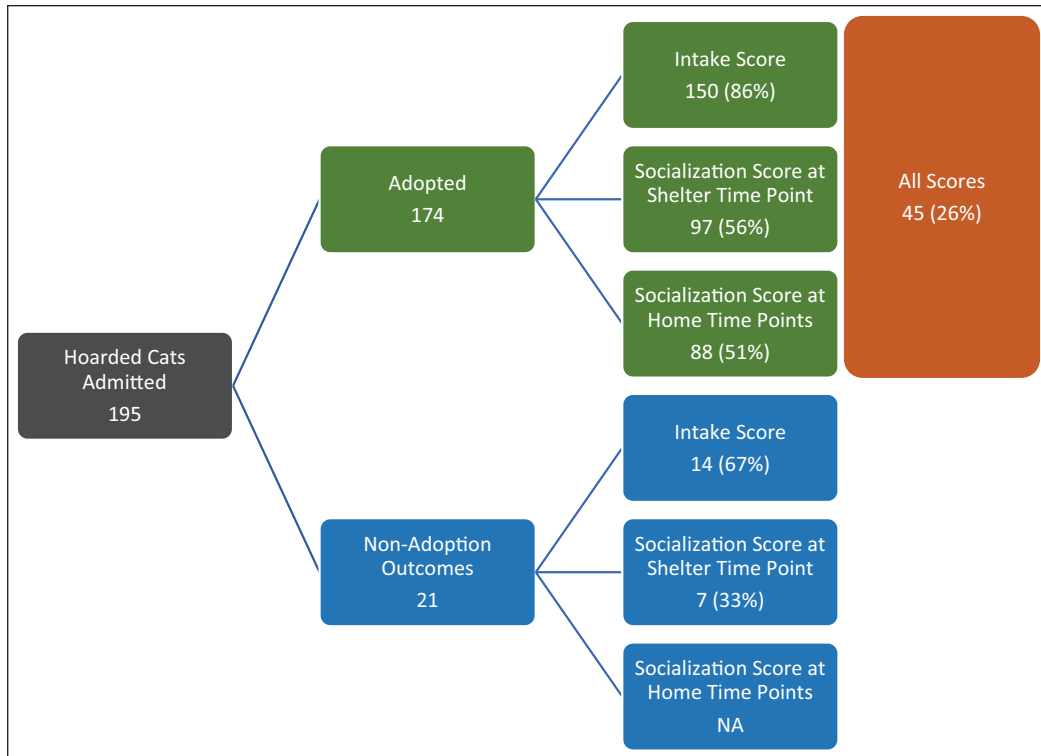 Hoarded Cats
Admitted
195
Adopted
174
Non-Adoption
Outcomes
21
Intake Score
150 (86%)
Socialization Score at
Shelter Time Point
97 (56%)
Socialization Score at
Home Time Points
88 (51%)
All Scores
45 (26%)
Intake Score
14 (67%)
Socialization Score at
Shelter Time Point
7 (33%)
Socialization Score at
Home Time Points
NA